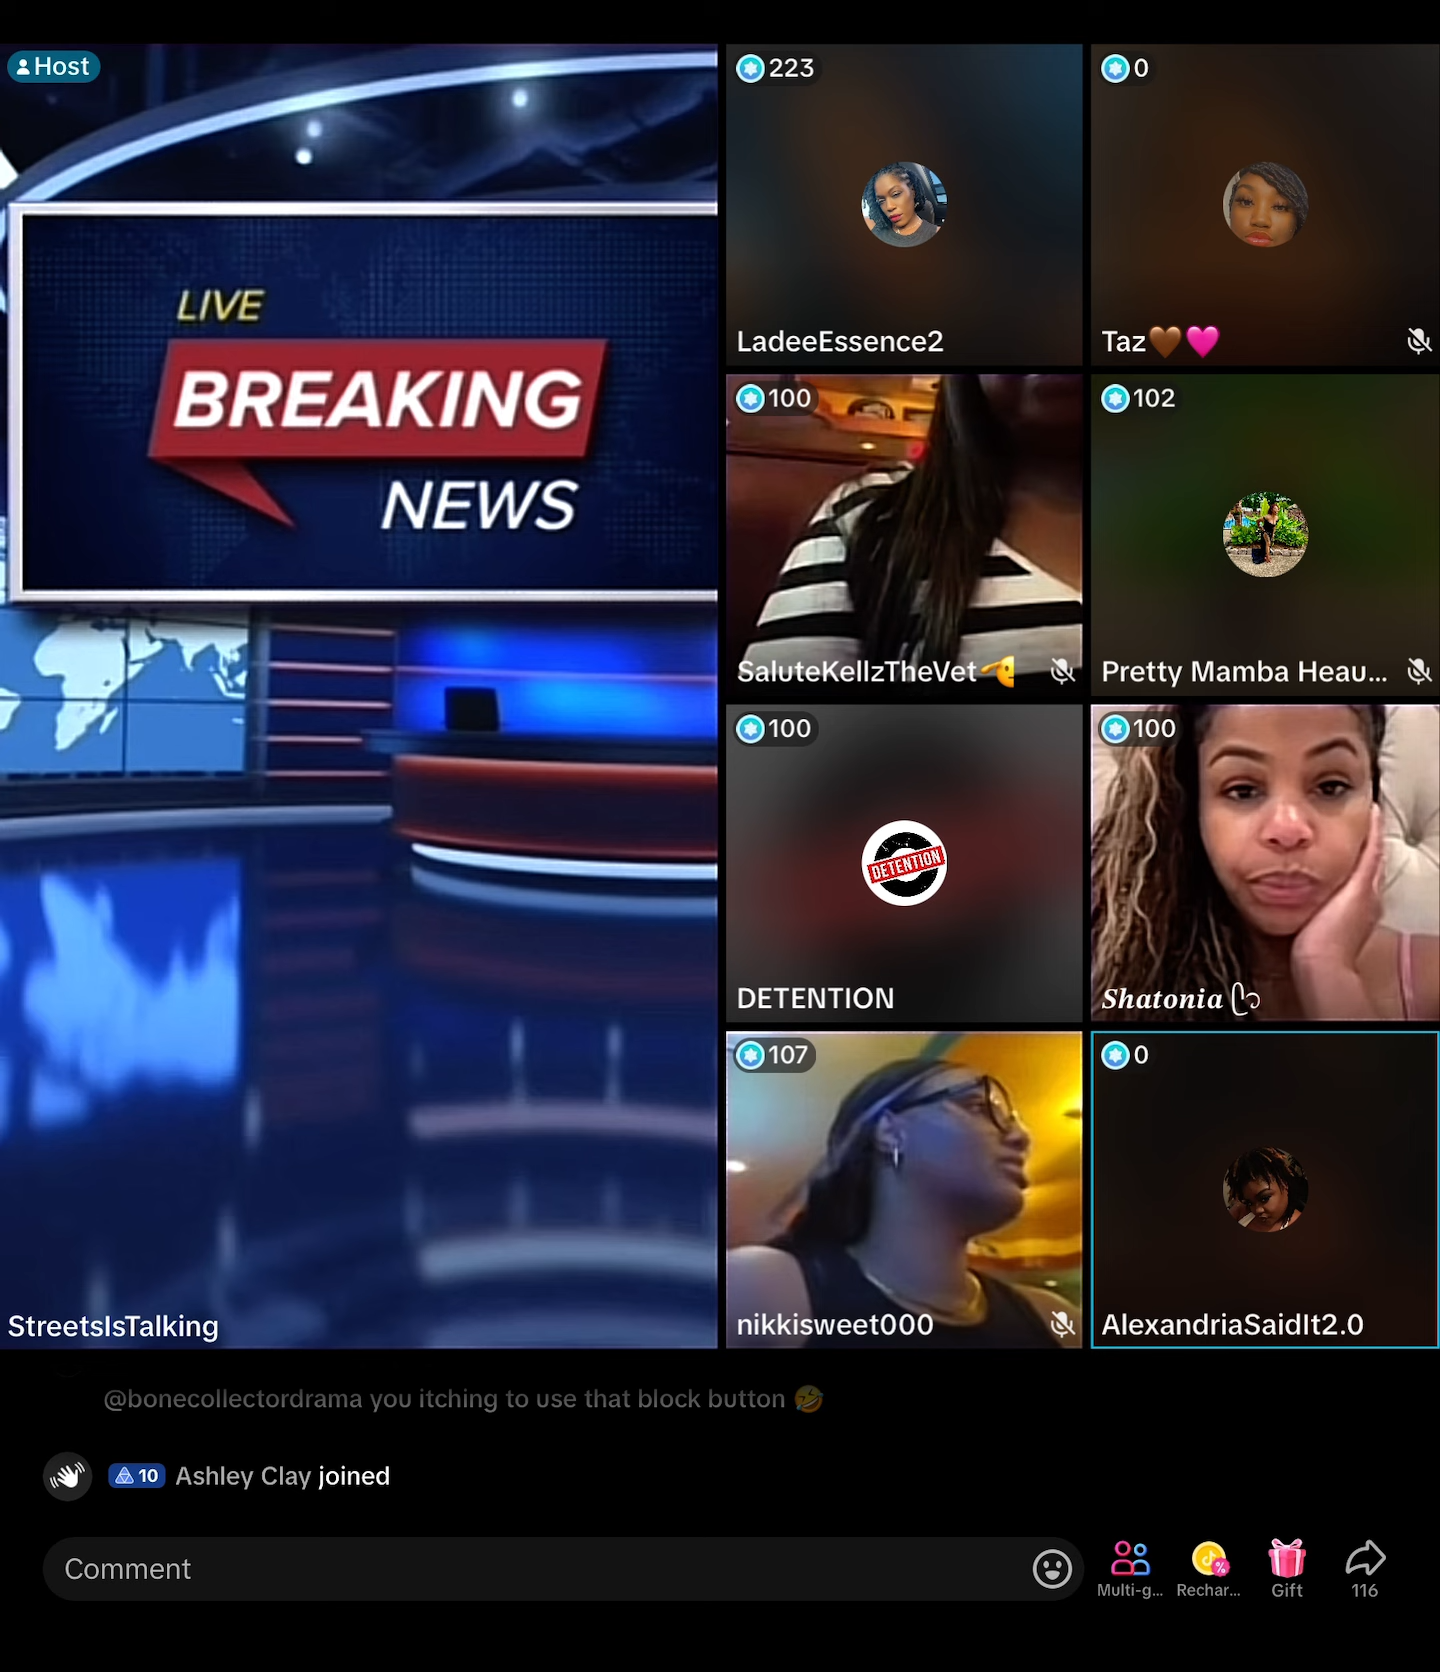 Host
LIVE
BREAKING
NEWS
StreetsIsTalking
223
LadeeEssence2
0
Taz🤎🩷
100
SaluteKellzTheVet🫡
102
Pretty Mamba Heau...
100
DETENTION
DETENTION
100
Shatonia
107
nikkisweet000
0
AlexandriaSaidIt2.0
@bonecollectordrama you itching to use that block button 🤣
10 Ashley Clay joined
Comment
Multi-g...
Rechar...
Gift
116